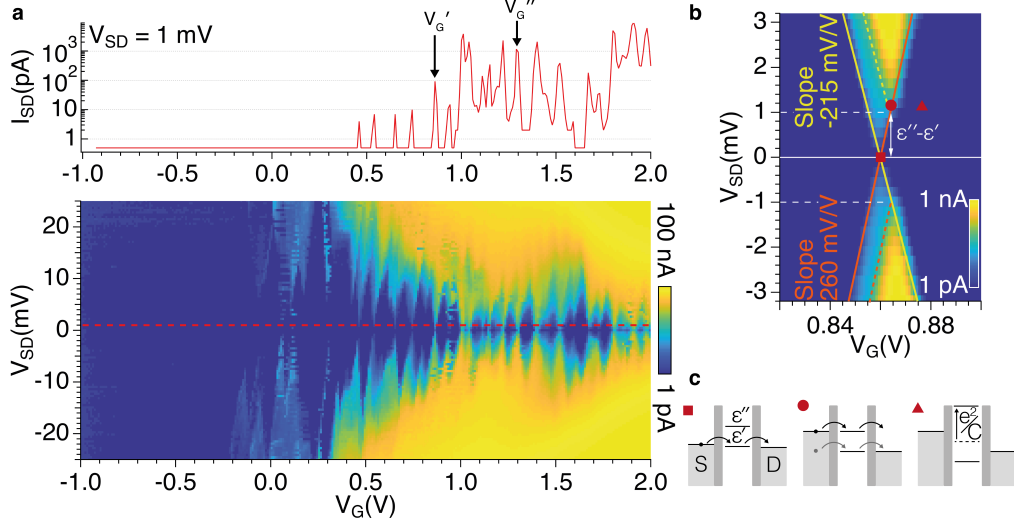 a
V_SD = 1 mV
V_G′
V_G″
I_SD(pA)
10³
10²
10
1
-1.0 -0.5 0.0 0.5 1.0 1.5 2.0
V_SD(mV)
20
10
0
-10
-20
-1.0 -0.5 0.0 0.5 1.0 1.5 2.0
V_G(V)
100 nA
1 pA
b
V_SD(mV)
3
2
1
0
-1
-2
-3
Slope
-215 mV/V
ε″-ε′
Slope
260 mV/V
1 nA
1 pA
0.84 0.88
V_G(V)
c
ε″
ε′
S
D
e²/C